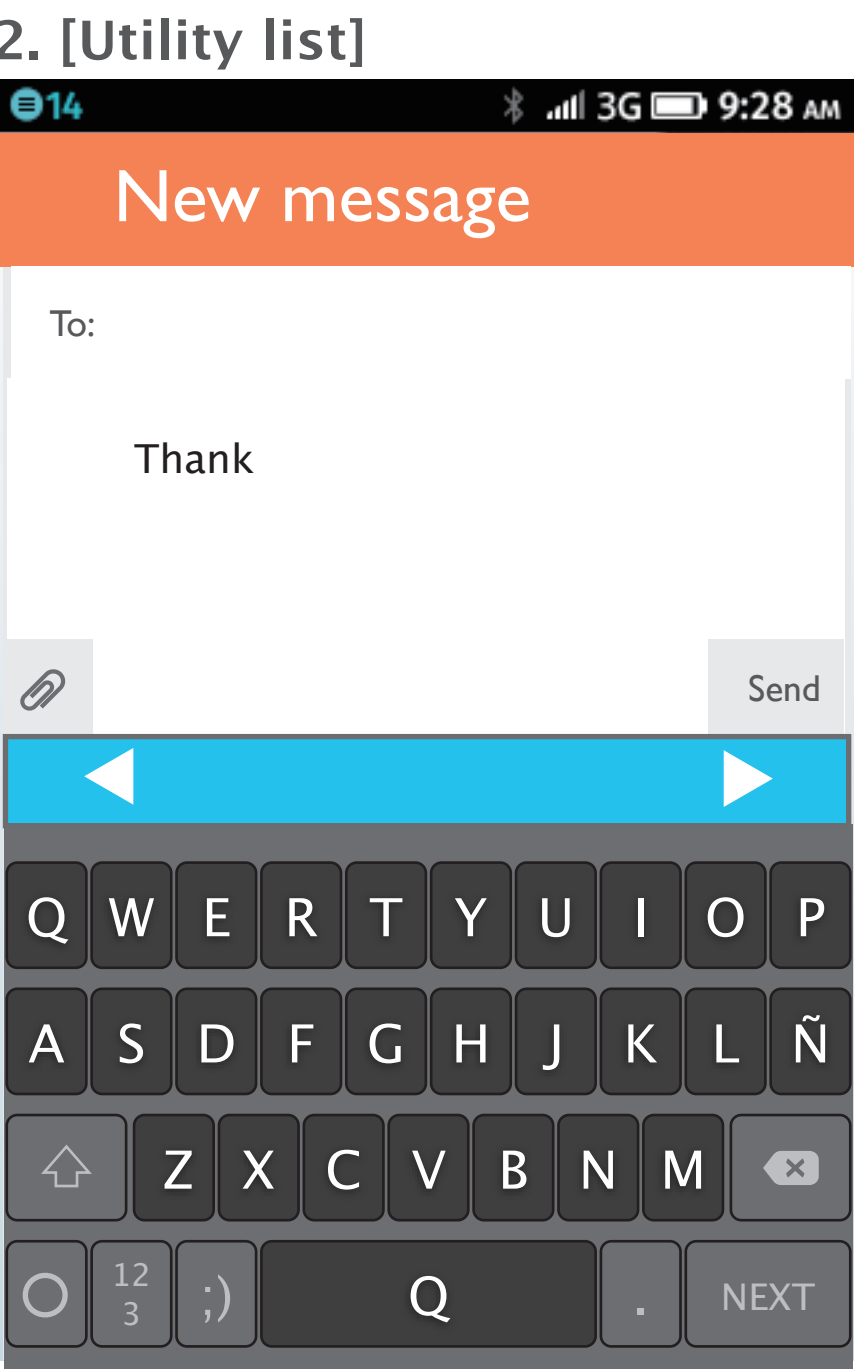 2. [Utility list]
14 3G 9:28 AM
New message
To:
Thank
Send
Q W E R T Y U I O P
A S D F G H J K L Ñ
Z X C V B N M
12
3 ;) Q . NEXT